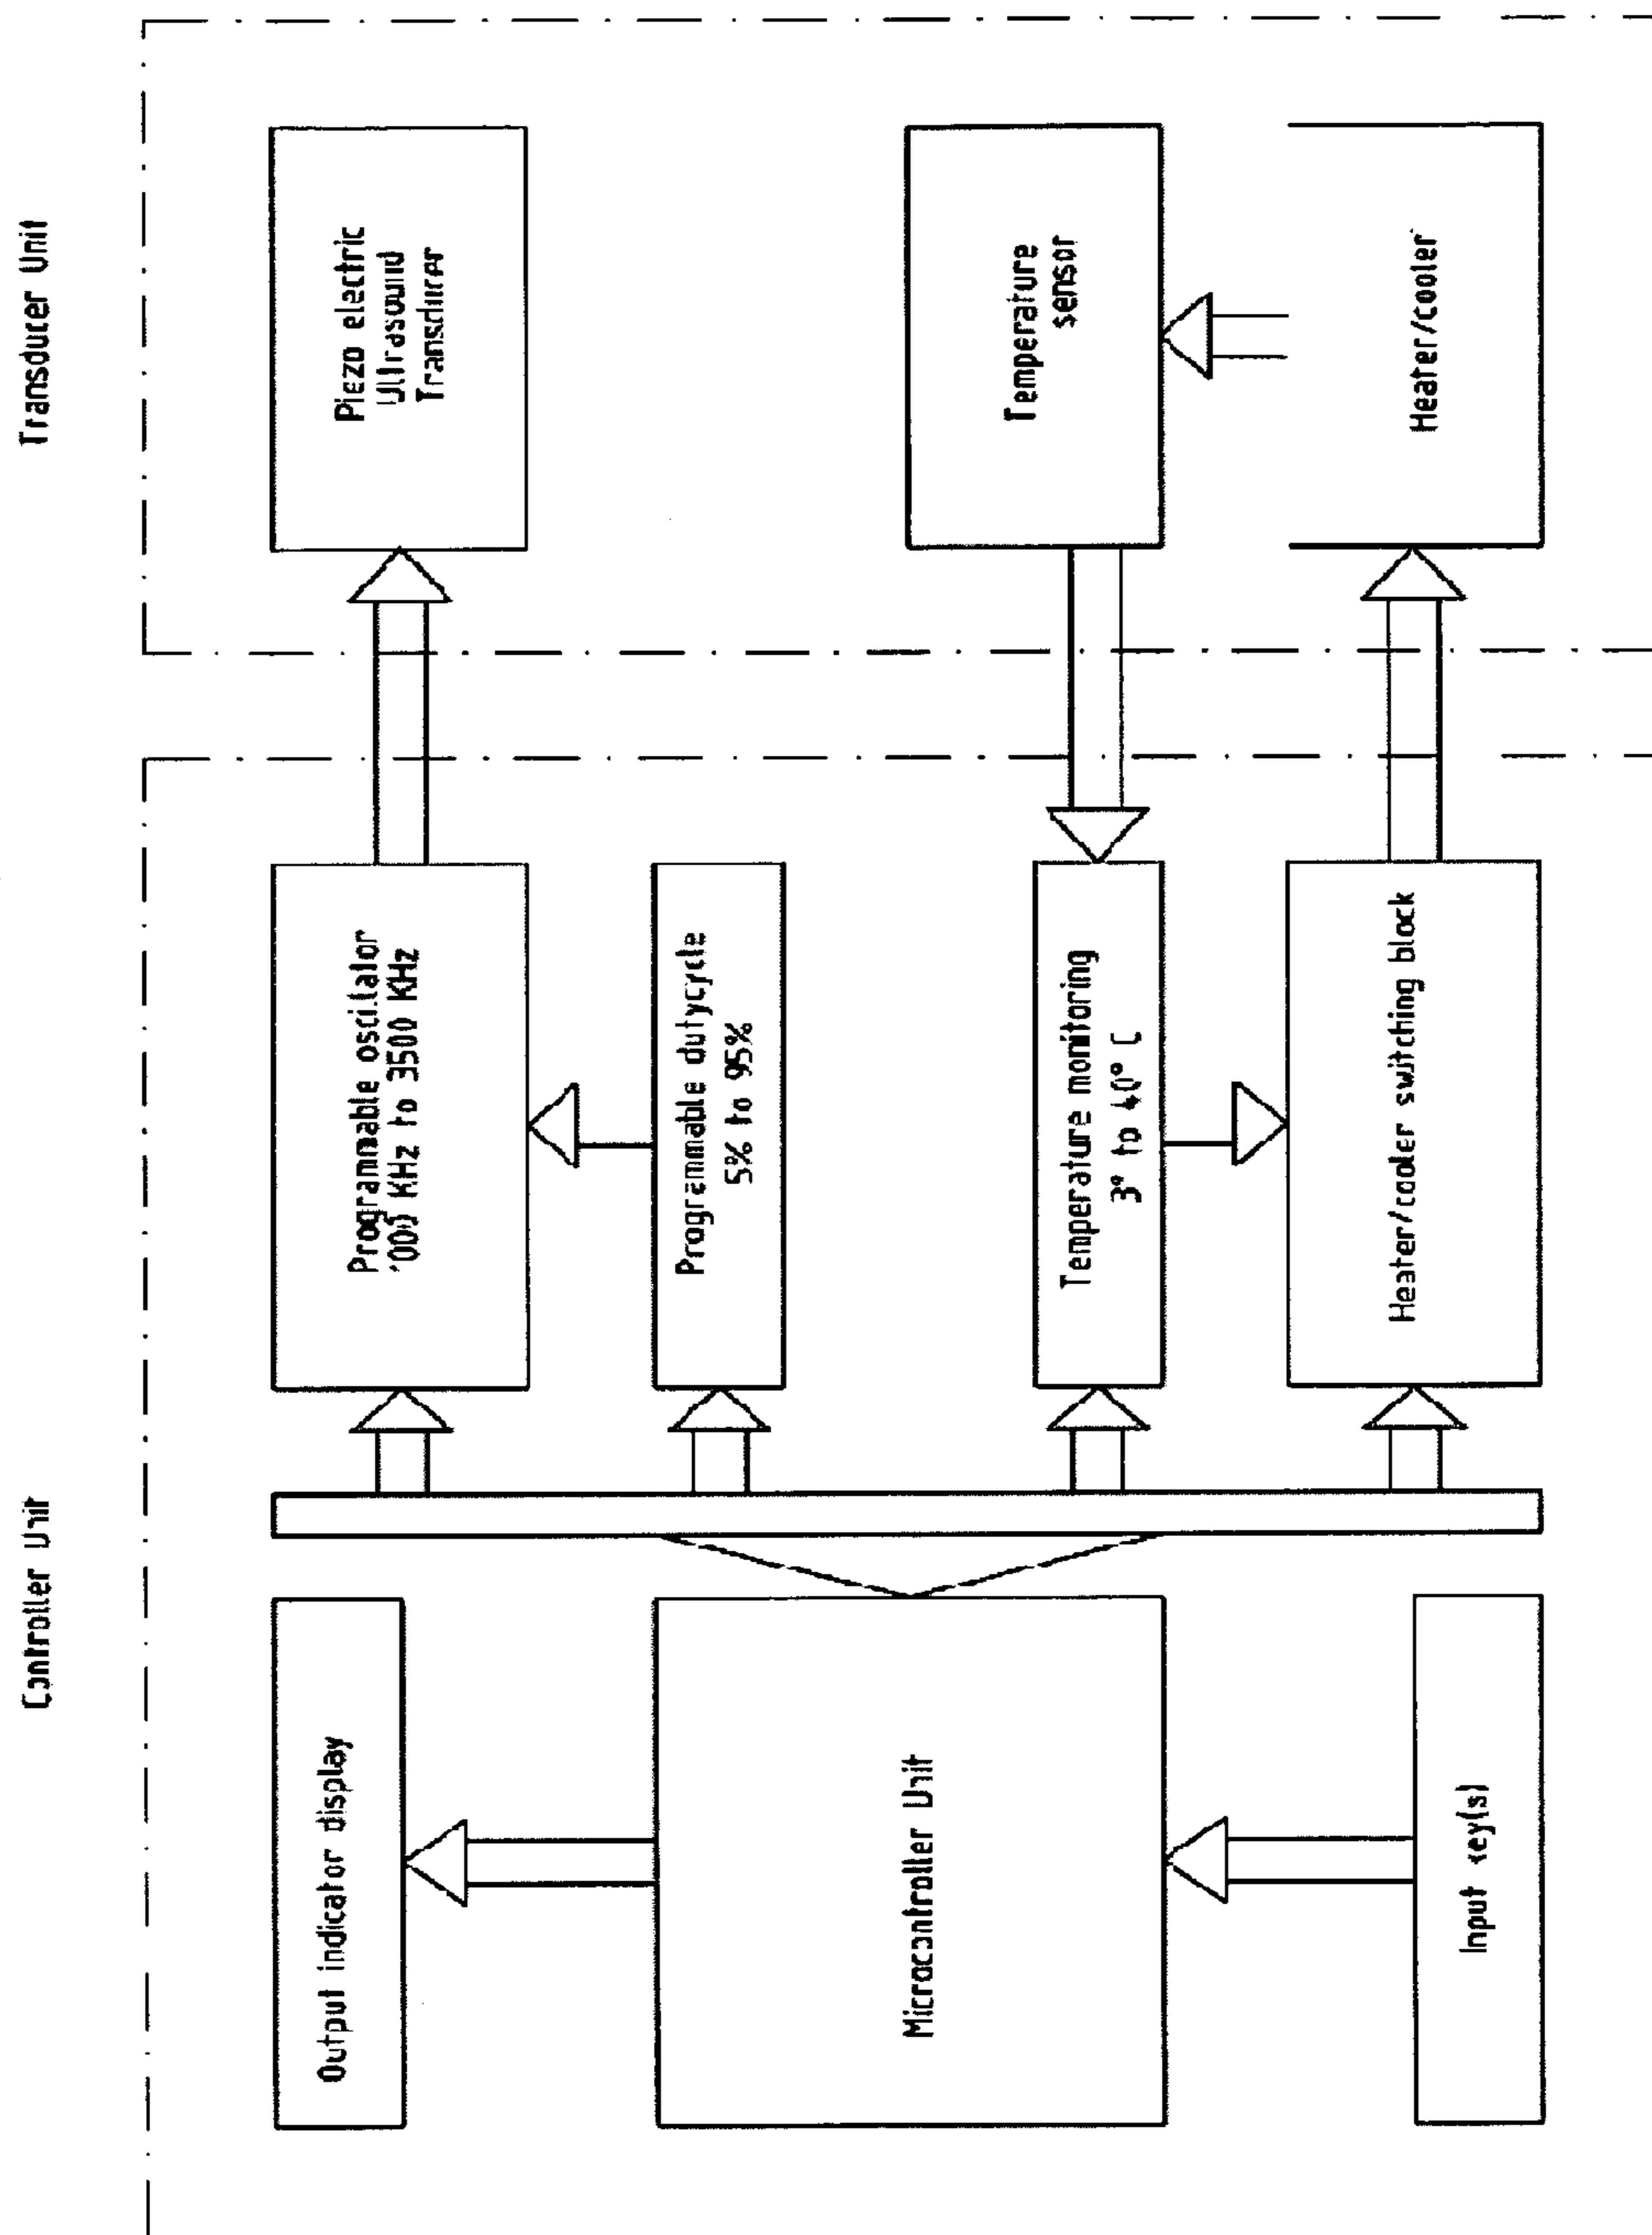 Controller Unit
Transducer Unit
Output indicator display
Programmable oscillator
to 3500 KHz
Piezo electric
Ultrasound
Transducer
Programmable dutycycle
5% to 95%
Microcontroller Unit
Temperature
sensor
Temperature monitoring
3° to 40° C
Heater/cooler switching block
Heater/cooler
Input key(s)